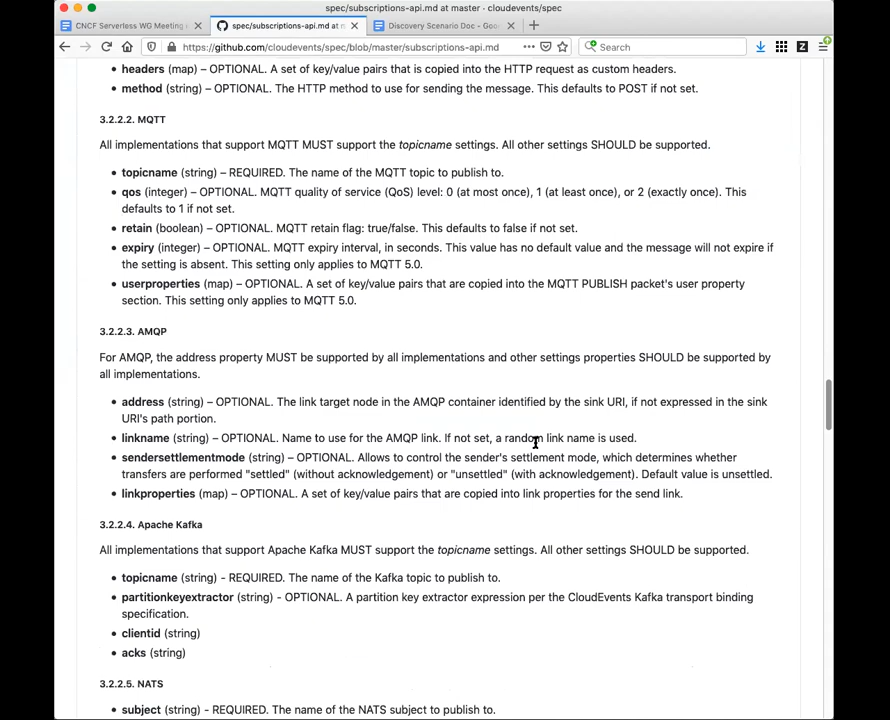 spec/subscriptions-api.md at master · cloudevents/spec
CNCF Serverless WG Meeting
spec/subscriptions-api.md at m
Discovery Scenario Doc - Goo
https://github.com/cloudevents/spec/blob/master/subscriptions-api.md
Search
• headers (map) – OPTIONAL. A set of key/value pairs that is copied into the HTTP request as custom headers.
• method (string) – OPTIONAL. The HTTP method to use for sending the message. This defaults to POST if not set.
3.2.2.2. MQTT
All implementations that support MQTT MUST support the topicname settings. All other settings SHOULD be supported.
• topicname (string) – REQUIRED. The name of the MQTT topic to publish to.
• qos (integer) – OPTIONAL. MQTT quality of service (QoS) level: 0 (at most once), 1 (at least once), or 2 (exactly once). This
defaults to 1 if not set.
• retain (boolean) – OPTIONAL. MQTT retain flag: true/false. This defaults to false if not set.
• expiry (integer) – OPTIONAL. MQTT expiry interval, in seconds. This value has no default value and the message will not expire if
the setting is absent. This setting only applies to MQTT 5.0.
• userproperties (map) – OPTIONAL. A set of key/value pairs that are copied into the MQTT PUBLISH packet's user property
section. This setting only applies to MQTT 5.0.
3.2.2.3. AMQP
For AMQP, the address property MUST be supported by all implementations and other settings properties SHOULD be supported by
all implementations.
• address (string) – OPTIONAL. The link target node in the AMQP container identified by the sink URI, if not expressed in the sink
URI's path portion.
• linkname (string) – OPTIONAL. Name to use for the AMQP link. If not set, a random link name is used.
• sendersettlementmode (string) – OPTIONAL. Allows to control the sender's settlement mode, which determines whether
transfers are performed "settled" (without acknowledgement) or "unsettled" (with acknowledgement). Default value is unsettled.
• linkproperties (map) – OPTIONAL. A set of key/value pairs that are copied into link properties for the send link.
3.2.2.4. Apache Kafka
All implementations that support Apache Kafka MUST support the topicname settings. All other settings SHOULD be supported.
• topicname (string) - REQUIRED. The name of the Kafka topic to publish to.
• partitionkeyextractor (string) - OPTIONAL. A partition key extractor expression per the CloudEvents Kafka transport binding
specification.
• clientid (string)
• acks (string)
3.2.2.5. NATS
• subject (string) - REQUIRED. The name of the NATS subject to publish to.